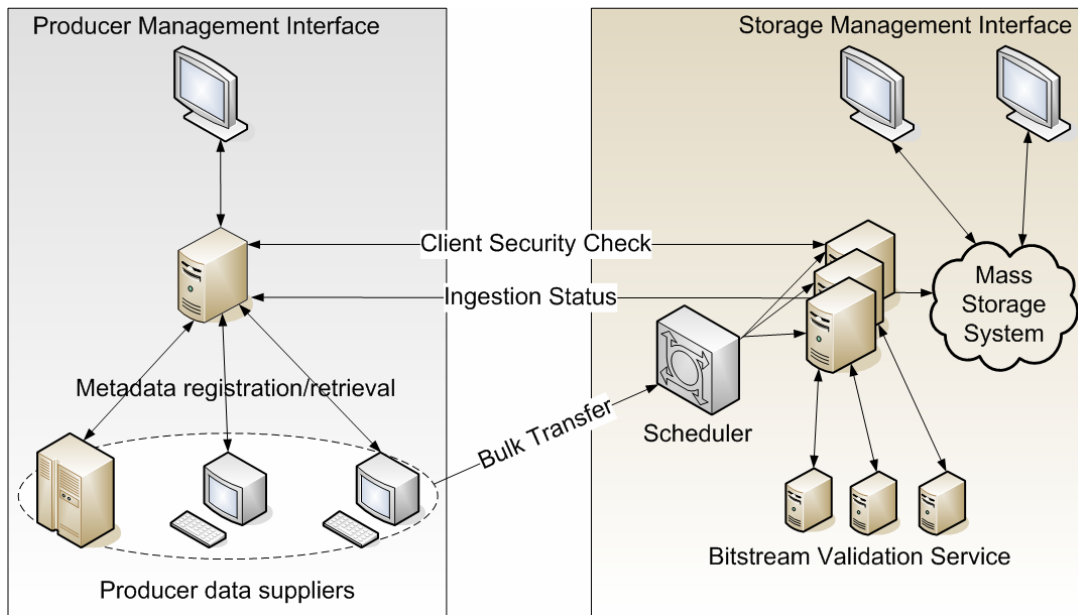 Producer Management Interface
Storage Management Interface
Client Security Check
Ingestion Status
Mass
Storage
System
Metadata registration/retrieval
Bulk Transfer
Scheduler
Bitstream Validation Service
Producer data suppliers